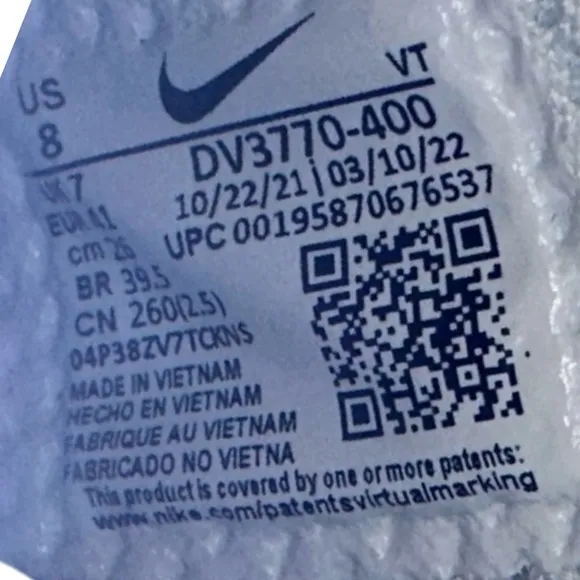 US
8
VT
DV3770-400
10/22/21 | 03/10/22
UPC 00195870676537
UK 7
EUR 41
cm 26
BR 39.5
CN 260(2.5)
04P38ZV7TCKNS
MADE IN VIETNAM
HECHO EN VIETNAM
FABRIQUE AU VIETNAM
FABRICADO NO VIETNA
This product is covered by one or more patents:
www.nike.com/patentsvirtualmarking